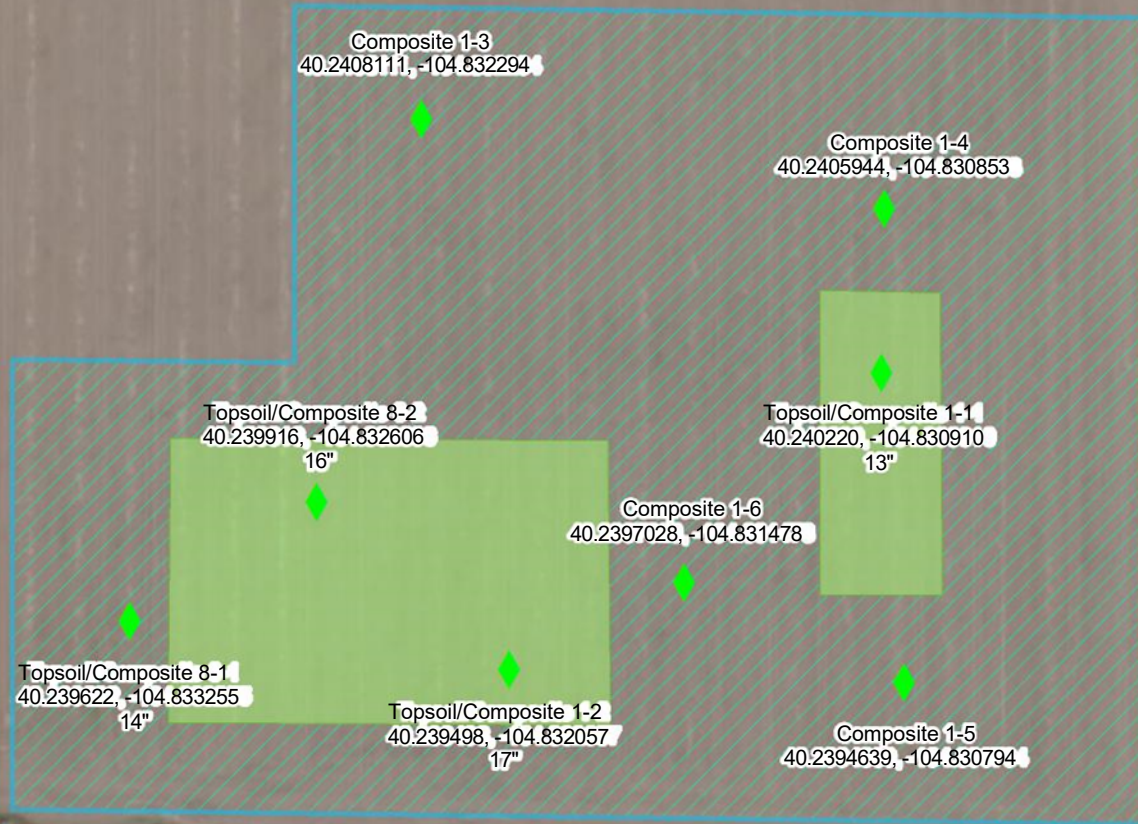 Composite 1-3
40.2408111, -104.832294
Composite 1-4
40.2405944, -104.830853
Topsoil/Composite 8-2
40.239916, -104.832606
16"
Topsoil/Composite 1-1
40.240220, -104.830910
13"
Composite 1-6
40.2397028, -104.831478
Topsoil/Composite 8-1
40.239622, -104.833255
14"
Topsoil/Composite 1-2
40.239498, -104.832057
17"
Composite 1-5
40.2394639, -104.830794